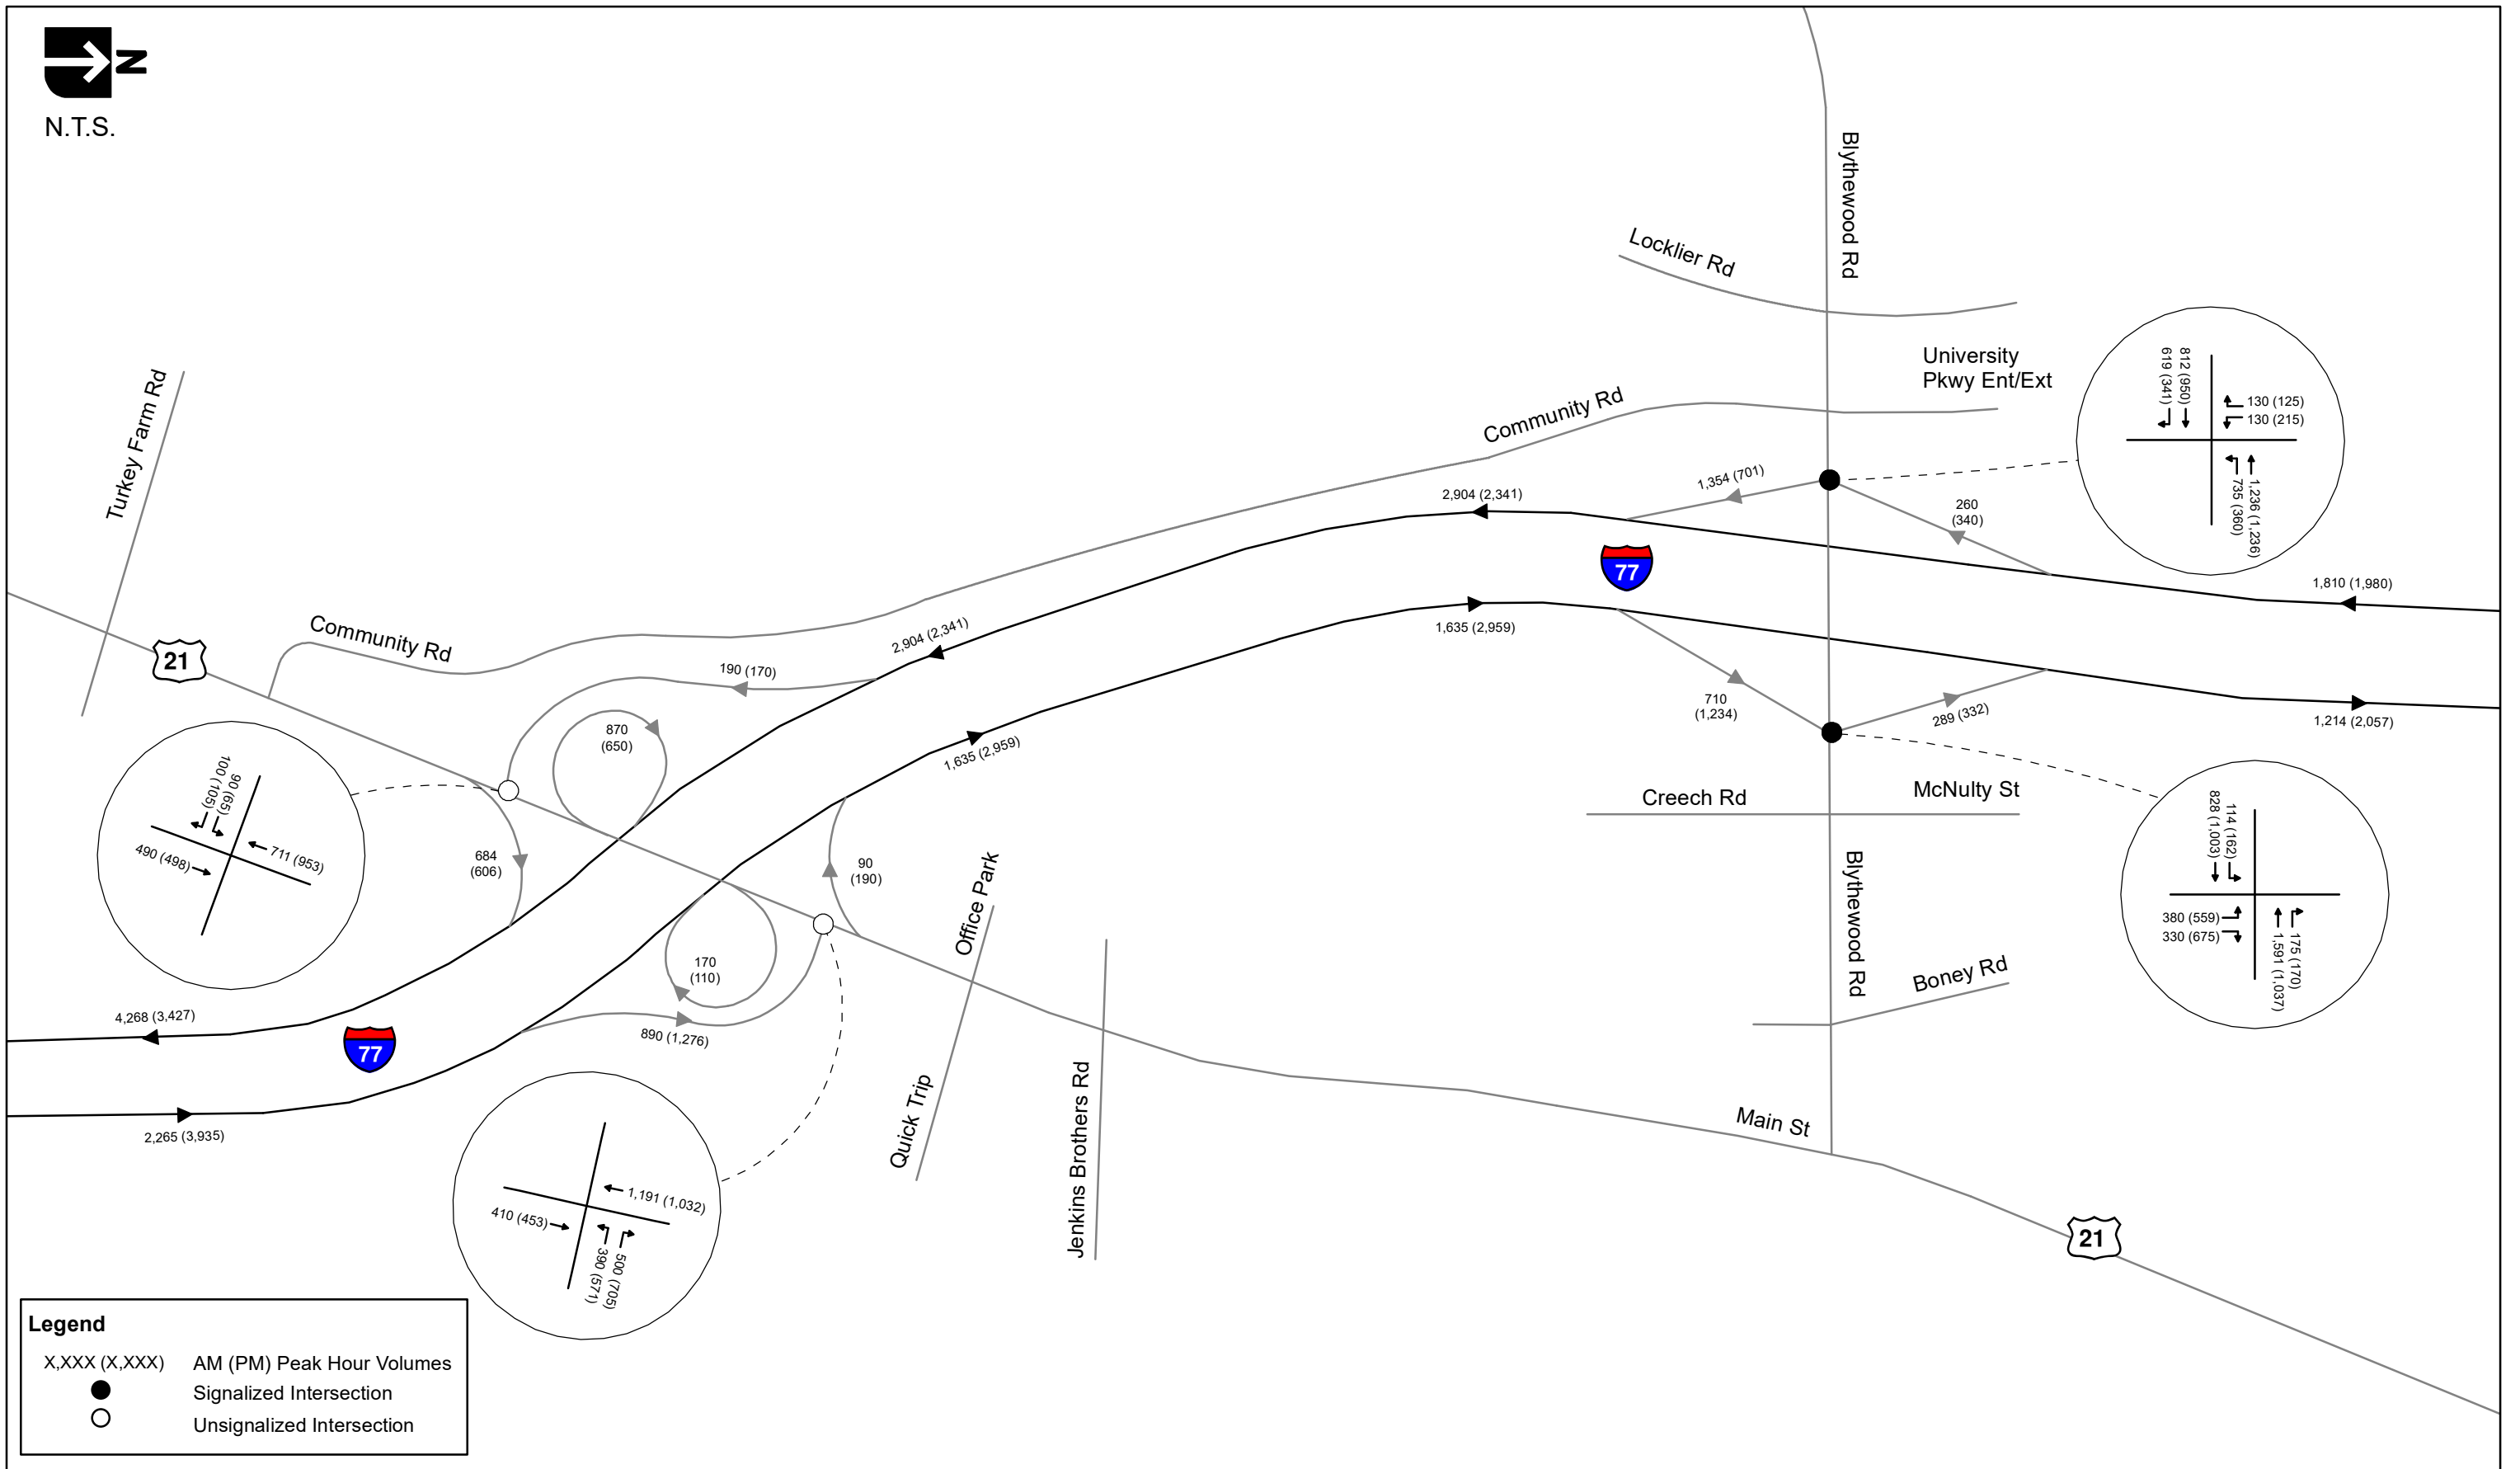 N
N.T.S.
Blythewood Rd
Locklier Rd
University
Pkwy Ent/Ext
619 (341)
812 (950)
130 (125)
130 (215)
735 (360)
1,236 (1,236)
Turkey Farm Rd
Community Rd
1,354 (701)
2,904 (2,341)
260
(340)
77
1,810 (1,980)
Community Rd
21
2,904 (2,341)
190 (170)
1,635 (2,959)
710
(1,234)
289 (332)
1,214 (2,057)
870
(650)
1,635 (2,959)
Creech Rd
McNulty St
100 (105)
90 (65)
490 (498)
711 (953)
684
(606)
90
(190)
Office Park
Blythewood Rd
828 (1,003)
114 (162)
380 (559)
330 (675)
1,591 (1,037)
175 (170)
170
(110)
Boney Rd
4,268 (3,427)
77
890 (1,276)
2,265 (3,935)
Quick Trip
Jenkins Brothers Rd
Main St
1,191 (1,032)
410 (453)
390 (571)
500 (705)
21
Legend
X,XXX (X,XXX) AM (PM) Peak Hour Volumes
Signalized Intersection
Unsignalized Intersection